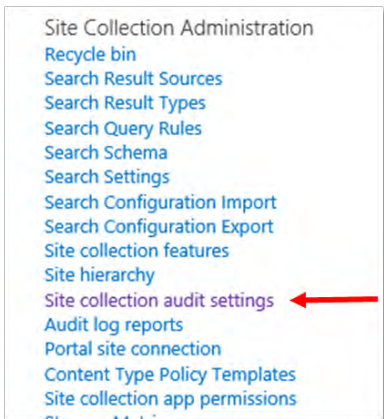 Site Collection Administration
Recycle bin
Search Result Sources
Search Result Types
Search Query Rules
Search Schema
Search Settings
Search Configuration Import
Search Configuration Export
Site collection features
Site hierarchy
Site collection audit settings
Audit log reports
Portal site connection
Content Type Policy Templates
Site collection app permissions